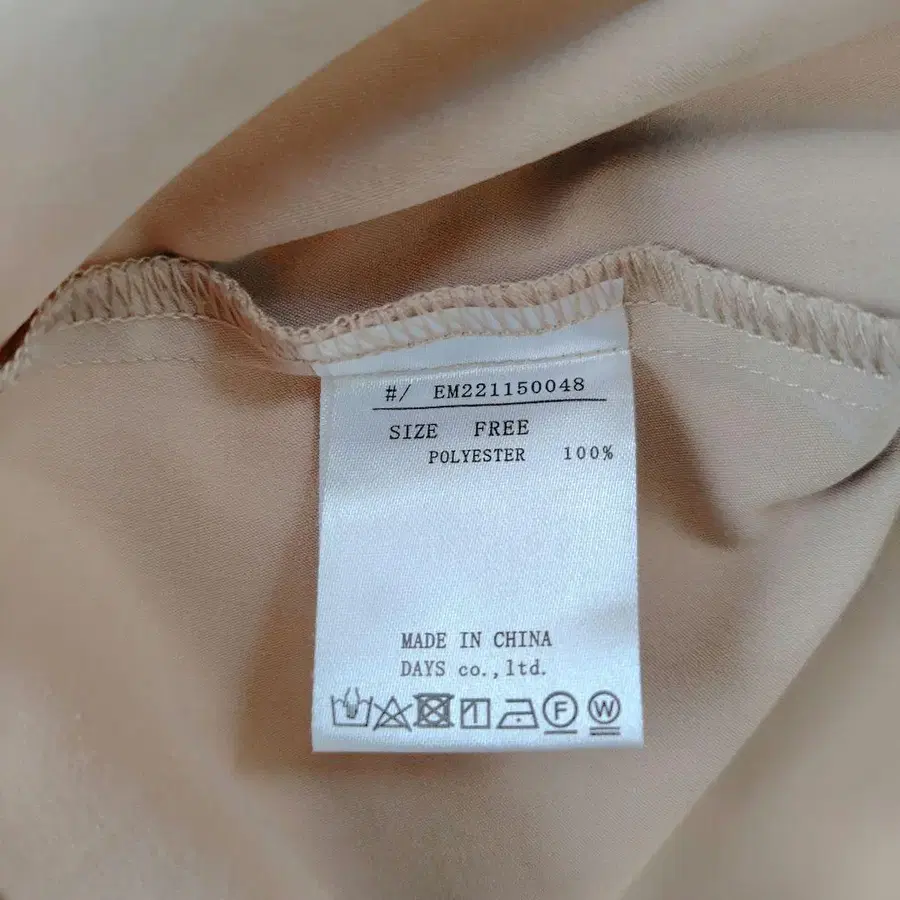 #/ EM221150048
SIZE FREE
POLYESTER 100%
MADE IN CHINA
DAYS co.,ltd.
F W